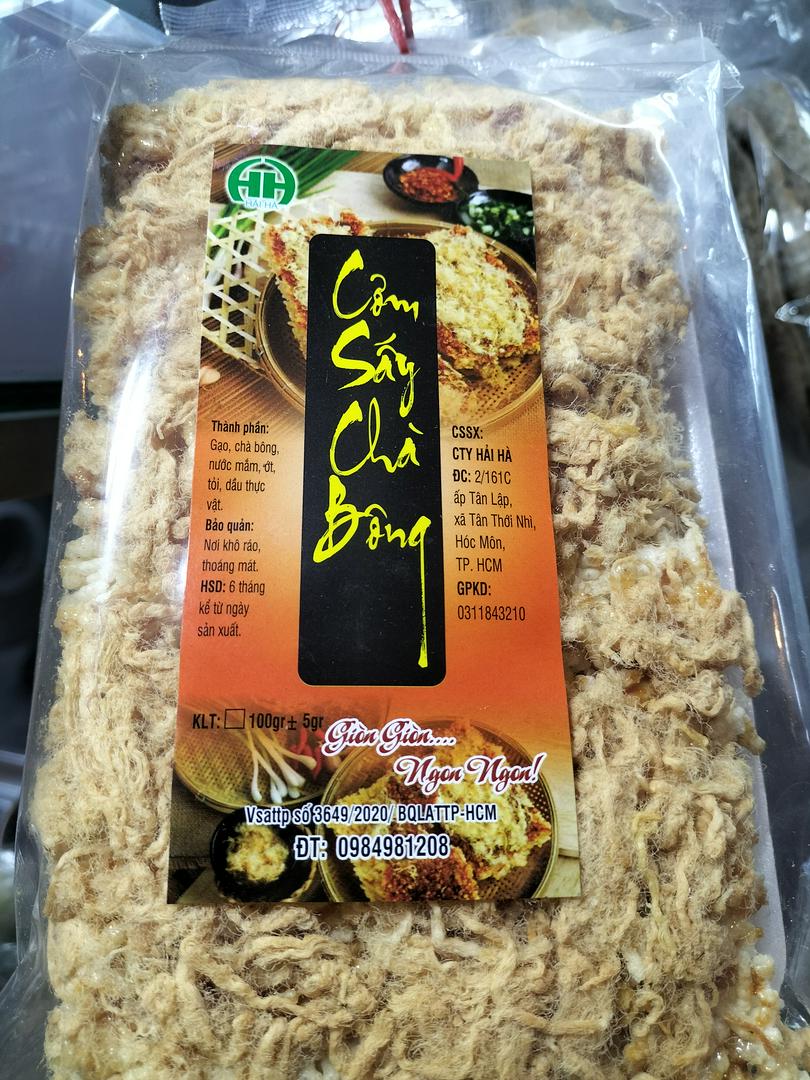 HH
HẢI HÀ
Cơm
Sấy
Chà
Bông
Thành phần:
Gạo, chà bông,
nước mắm, ớt,
tỏi, dầu thực
vật.
Bảo quản:
Nơi khô ráo,
thoáng mát.
HSD: 6 tháng
kể từ ngày
sản xuất.
CSSX:
CTY HẢI HÀ
ĐC: 2/161C
ấp Tân Lập,
xã Tân Thới Nhì,
Hóc Môn,
TP. HCM
GPKD:
0311843210
KLT: 100gr ± 5gr
Giòn Giòn....
Ngon Ngon!
Vsattp số 3649/2020/ BQLATTP-HCM
ĐT: 0984981208